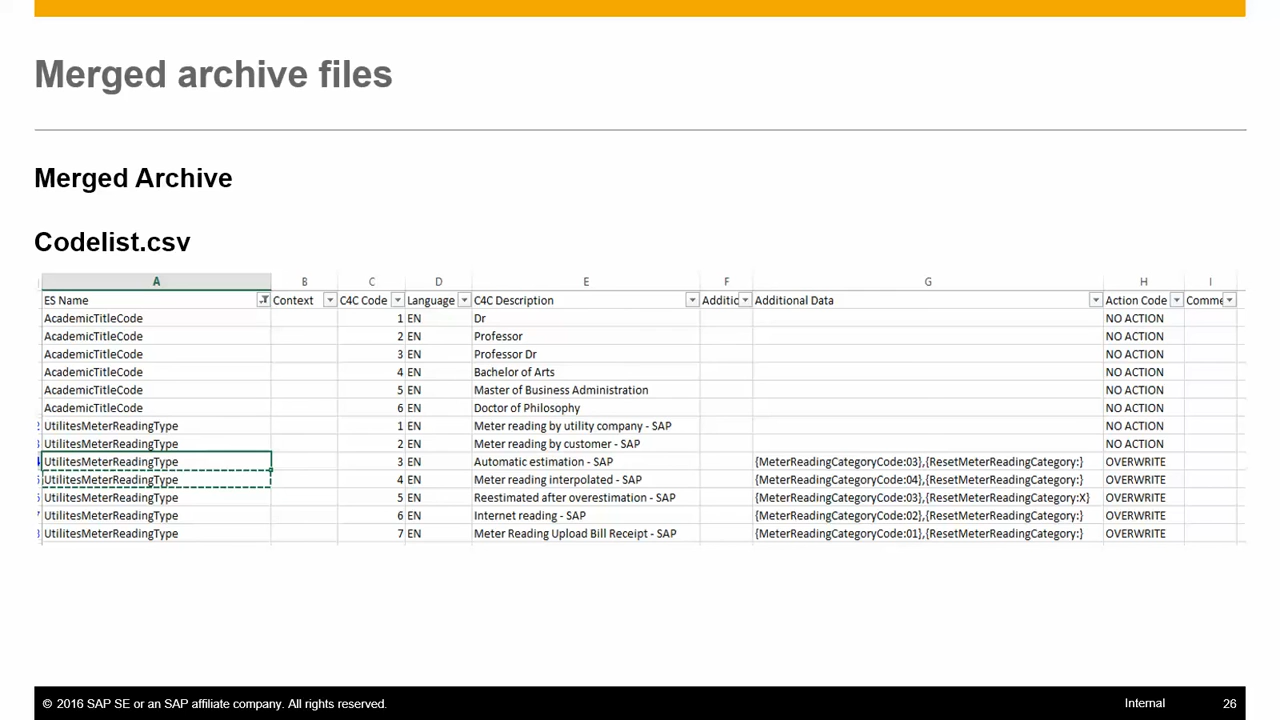 Merged archive files
Merged Archive
Codelist.csv
A B C D E F G H I
ES Name Context C4C Code Language C4C Description Additic Additional Data Action Code Comme
AcademicTitleCode 1 EN Dr NO ACTION
AcademicTitleCode 2 EN Professor NO ACTION
AcademicTitleCode 3 EN Professor Dr NO ACTION
AcademicTitleCode 4 EN Bachelor of Arts NO ACTION
AcademicTitleCode 5 EN Master of Business Administration NO ACTION
AcademicTitleCode 6 EN Doctor of Philosophy NO ACTION
UtilitesMeterReadingType 1 EN Meter reading by utility company - SAP NO ACTION
UtilitesMeterReadingType 2 EN Meter reading by customer - SAP NO ACTION
UtilitesMeterReadingType 3 EN Automatic estimation - SAP {MeterReadingCategoryCode:03},{ResetMeterReadingCategory:} OVERWRITE
UtilitesMeterReadingType 4 EN Meter reading interpolated - SAP {MeterReadingCategoryCode:04},{ResetMeterReadingCategory:} OVERWRITE
UtilitesMeterReadingType 5 EN Reestimated after overestimation - SAP {MeterReadingCategoryCode:03},{ResetMeterReadingCategory:X} OVERWRITE
UtilitesMeterReadingType 6 EN Internet reading - SAP {MeterReadingCategoryCode:02},{ResetMeterReadingCategory:} OVERWRITE
UtilitesMeterReadingType 7 EN Meter Reading Upload Bill Receipt - SAP {MeterReadingCategoryCode:01},{ResetMeterReadingCategory:} OVERWRITE
© 2016 SAP SE or an SAP affiliate company. All rights reserved. Internal 26